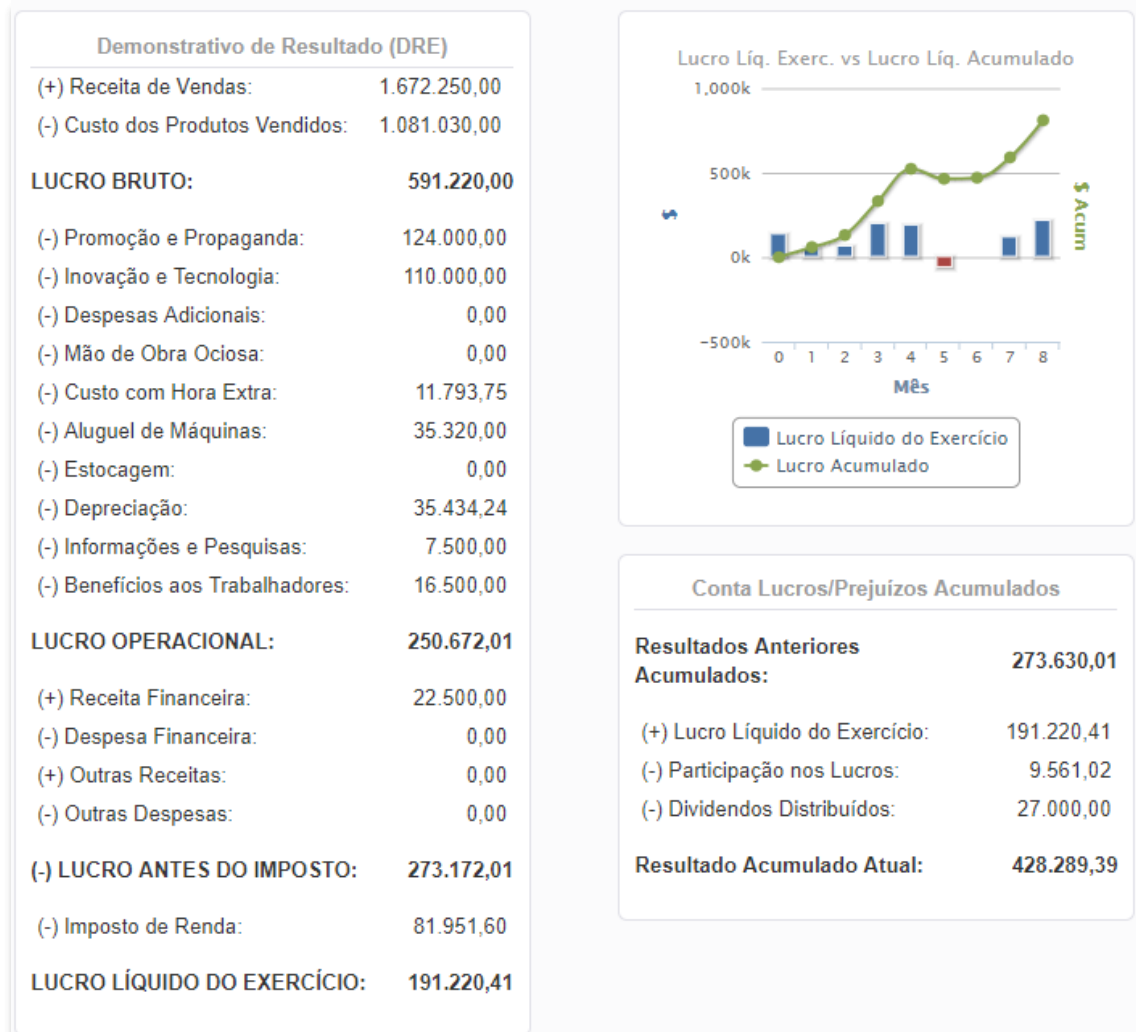 Demonstrativo de Resultado (DRE)
(+) Receita de Vendas: 1.672.250,00
(-) Custo dos Produtos Vendidos: 1.081.030,00
LUCRO BRUTO: 591.220,00
(-) Promoção e Propaganda: 124.000,00
(-) Inovação e Tecnologia: 110.000,00
(-) Despesas Adicionais: 0,00
(-) Mão de Obra Ociosa: 0,00
(-) Custo com Hora Extra: 11.793,75
(-) Aluguel de Máquinas: 35.320,00
(-) Estocagem: 0,00
(-) Depreciação: 35.434,24
(-) Informações e Pesquisas: 7.500,00
(-) Benefícios aos Trabalhadores: 16.500,00
LUCRO OPERACIONAL: 250.672,01
(+) Receita Financeira: 22.500,00
(-) Despesa Financeira: 0,00
(+) Outras Receitas: 0,00
(-) Outras Despesas: 0,00
(-) LUCRO ANTES DO IMPOSTO: 273.172,01
(-) Imposto de Renda: 81.951,60
LUCRO LÍQUIDO DO EXERCÍCIO: 191.220,41
Lucro Líq. Exerc. vs Lucro Líq. Acumulado
1,000k
500k
0k
-500k
$
$ Acum
0 1 2 3 4 5 6 7 8
Mês
Lucro Líquido do Exercício
Lucro Acumulado
Conta Lucros/Prejuízos Acumulados
Resultados Anteriores
Acumulados: 273.630,01
(+) Lucro Líquido do Exercício: 191.220,41
(-) Participação nos Lucros: 9.561,02
(-) Dividendos Distribuídos: 27.000,00
Resultado Acumulado Atual: 428.289,39